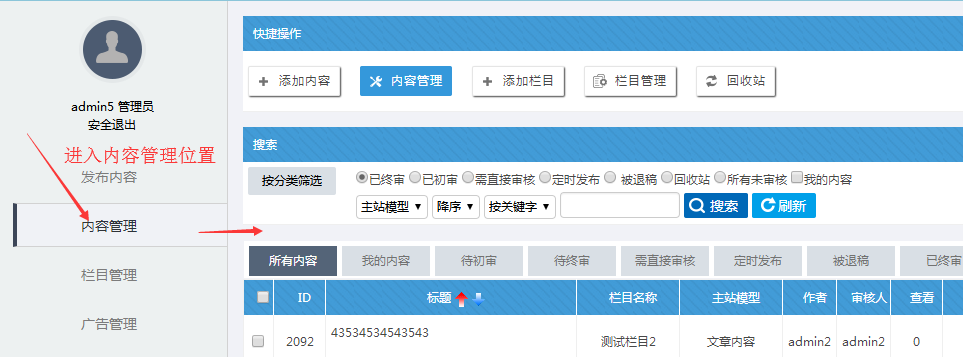 admin5 管理员
安全退出
进入内容管理位置
发布内容
内容管理
栏目管理
广告管理
快捷操作
添加内容 内容管理 添加栏目 栏目管理 回收站
搜索
按分类筛选 已终审 已初审 需直接审核 定时发布 被退稿 回收站 所有未审核 我的内容
主站模型 降序 按关键字 搜索 刷新
所有内容 我的内容 待初审 待终审 需直接审核 定时发布 被退稿 已终审
ID 标题 栏目名称 主站模型 作者 审核人 查看
2092 43534534543543 测试栏目2 文章内容 admin2 admin2 0